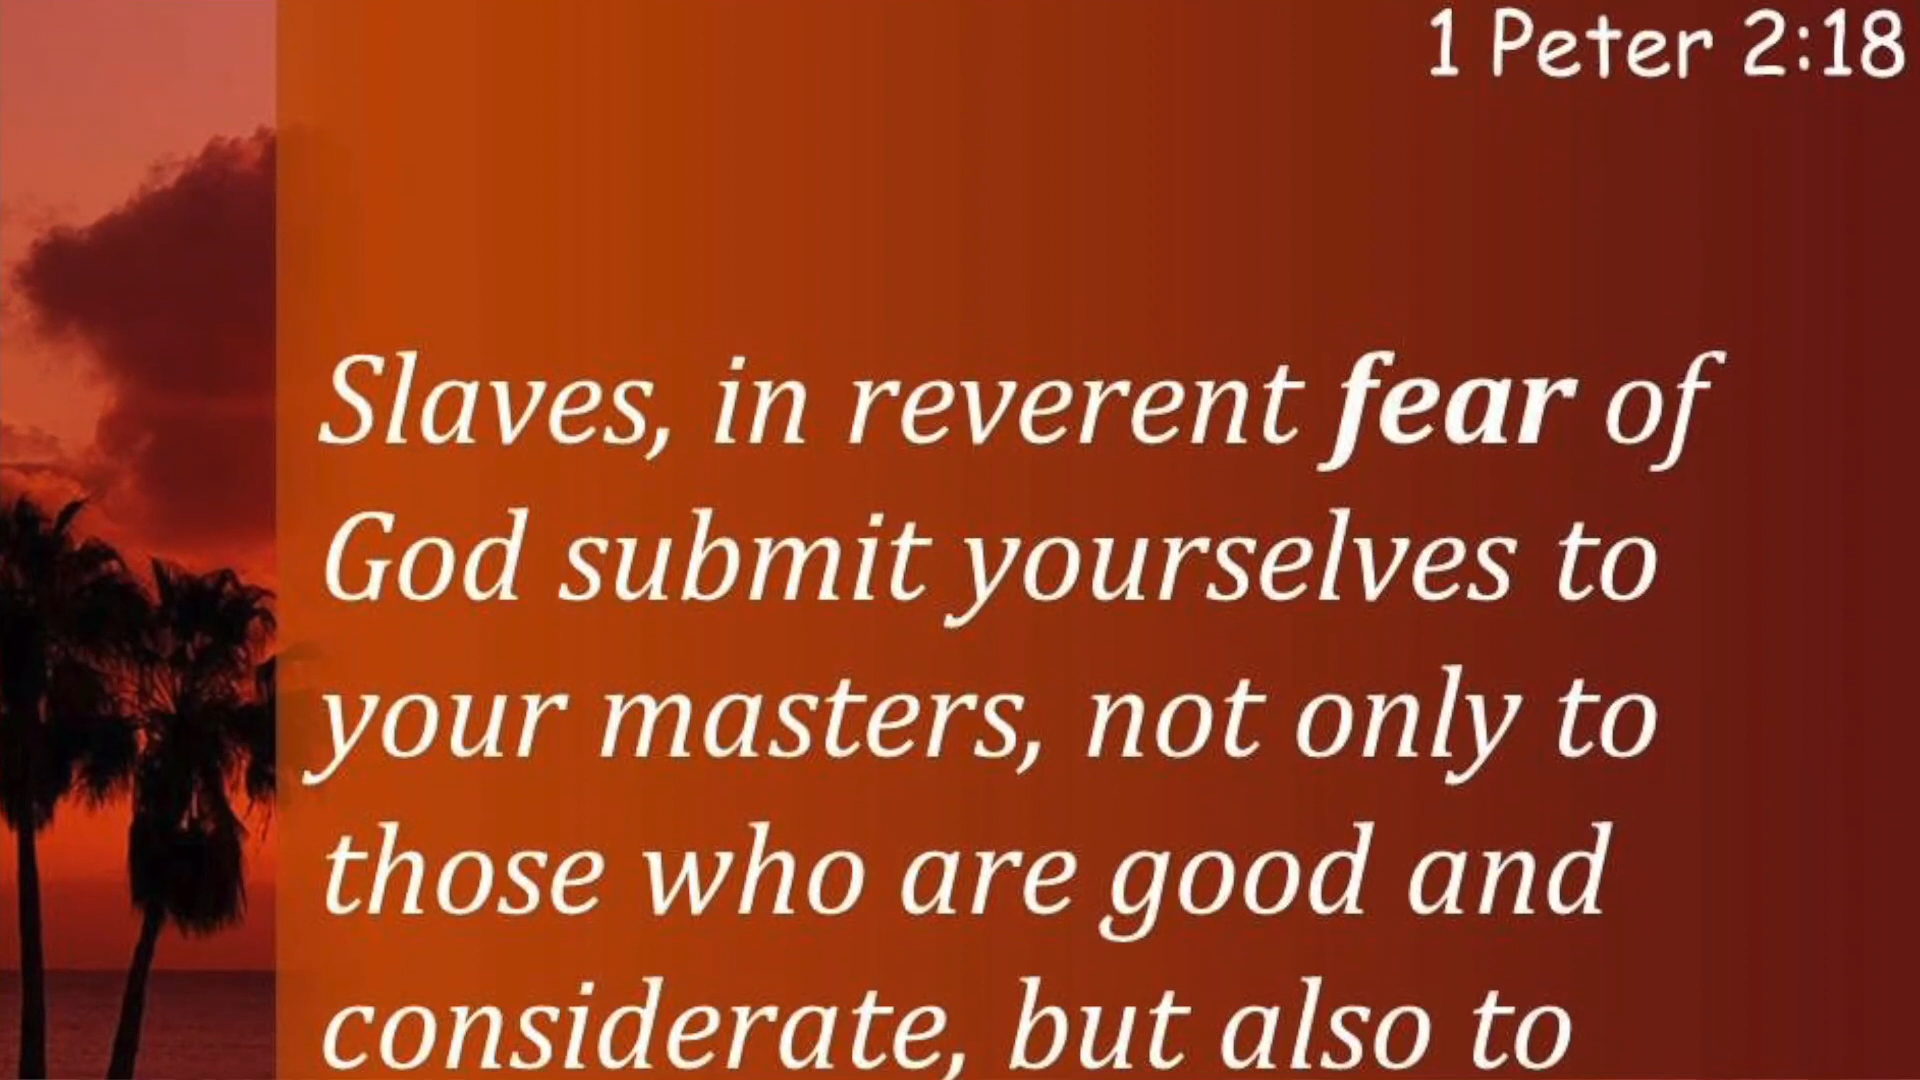 1 Peter 2:18
Slaves, in reverent fear of
God submit yourselves to
your masters, not only to
those who are good and
considerate, but also to